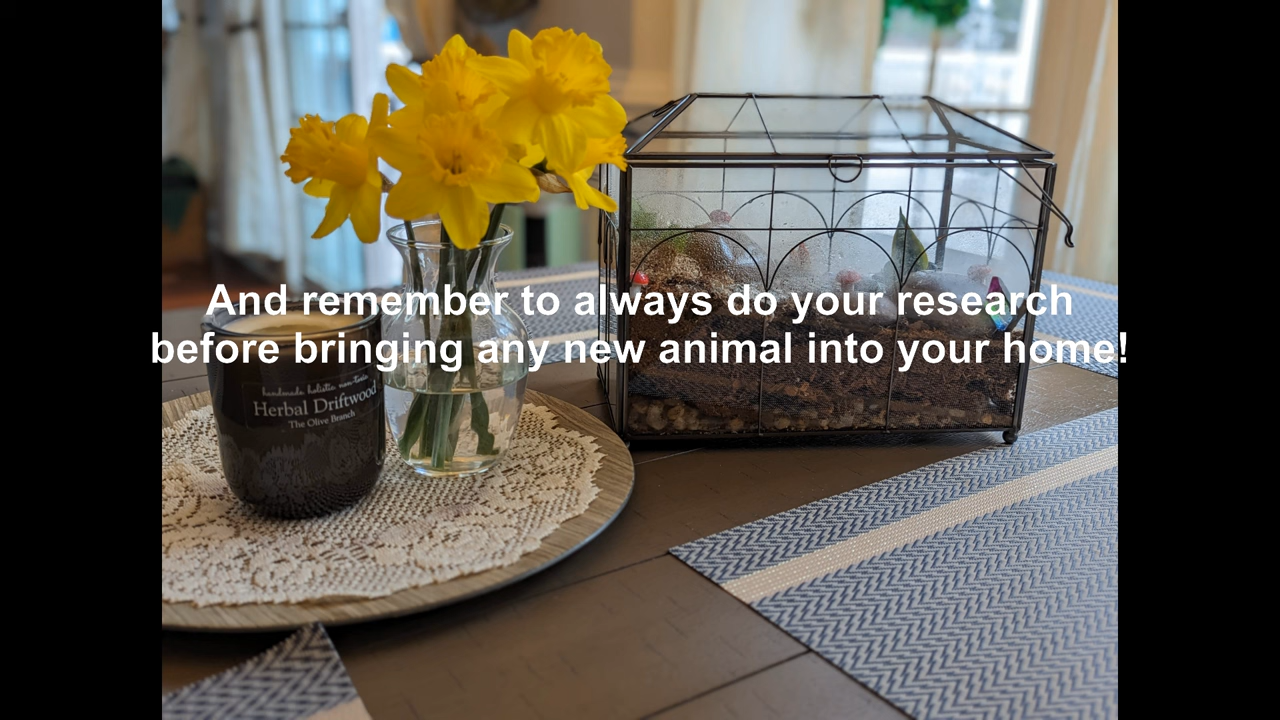 And remember to always do your research
before bringing any new animal into your home!
handmade. holistic. non-toxic
Herbal Driftwood
The Olive Branch